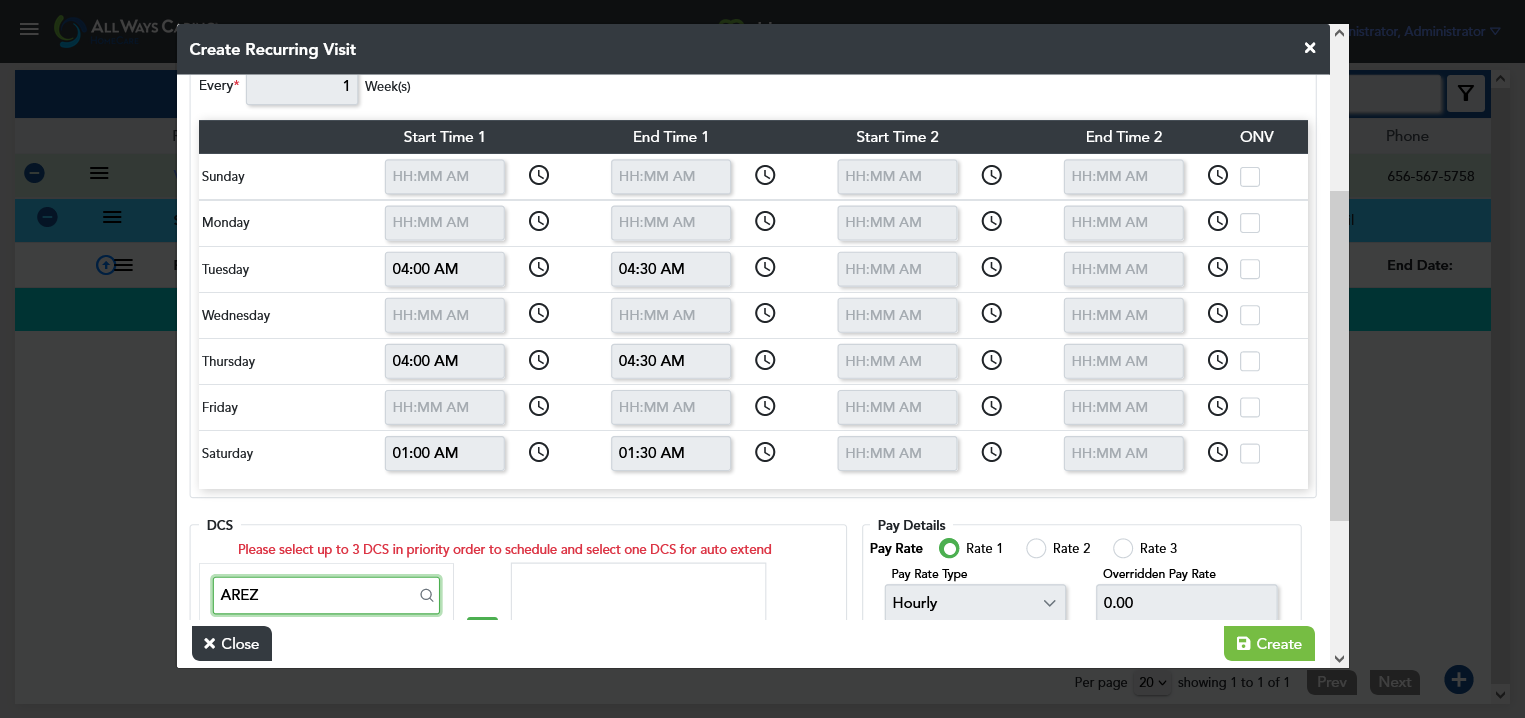 ALL WAYS CARING
Administrator
Create Recurring Visit
Every* 1 Week(s)
Start Time 1 End Time 1 Start Time 2 End Time 2 ONV
Phone
Sunday HH:MM AM HH:MM AM HH:MM AM HH:MM AM
656-567-5758
Monday HH:MM AM HH:MM AM HH:MM AM HH:MM AM
Tuesday 04:00 AM 04:30 AM HH:MM AM HH:MM AM
End Date:
Wednesday HH:MM AM HH:MM AM HH:MM AM HH:MM AM
Thursday 04:00 AM 04:30 AM HH:MM AM HH:MM AM
Friday HH:MM AM HH:MM AM HH:MM AM HH:MM AM
Saturday 01:00 AM 01:30 AM HH:MM AM HH:MM AM
DCS
Please select up to 3 DCS in priority order to schedule and select one DCS for auto extend
AREZ
Pay Details
Pay Rate Rate 1 Rate 2 Rate 3
Pay Rate Type Overridden Pay Rate
Hourly 0.00
Close Create
Per page 20 showing 1 to 1 of 1 Prev Next